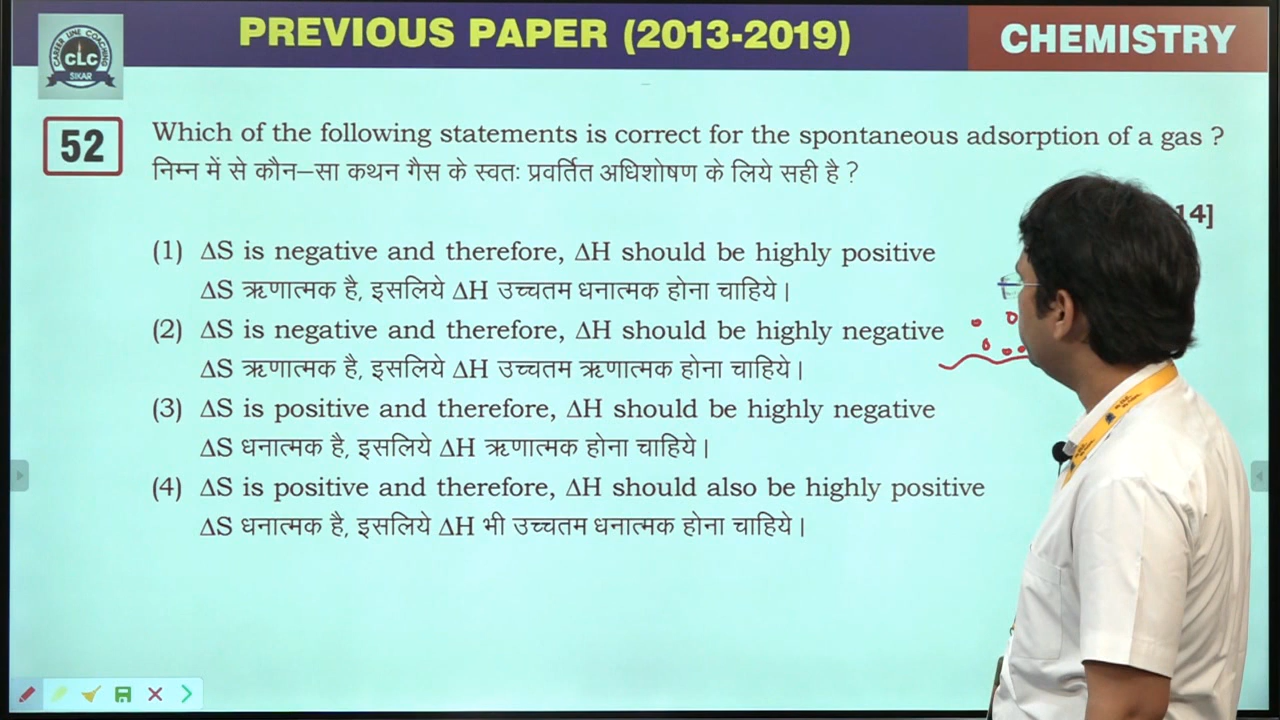 PREVIOUS PAPER (2013-2019)
CHEMISTRY
CAREER LINE COACHING
CLC
SIKAR
52
Which of the following statements is correct for the spontaneous adsorption of a gas ?
निम्न में से कौन–सा कथन गैस के स्वतः प्रवर्तित अधिशोषण के लिये सही है ?
14]
(1) ΔS is negative and therefore, ΔH should be highly positive
ΔS ऋणात्मक है, इसलिये ΔH उच्चतम धनात्मक होना चाहिये।
(2) ΔS is negative and therefore, ΔH should be highly negative
ΔS ऋणात्मक है, इसलिये ΔH उच्चतम ऋणात्मक होना चाहिये।
(3) ΔS is positive and therefore, ΔH should be highly negative
ΔS धनात्मक है, इसलिये ΔH ऋणात्मक होना चाहिये।
(4) ΔS is positive and therefore, ΔH should also be highly positive
ΔS धनात्मक है, इसलिये ΔH भी उच्चतम धनात्मक होना चाहिये।